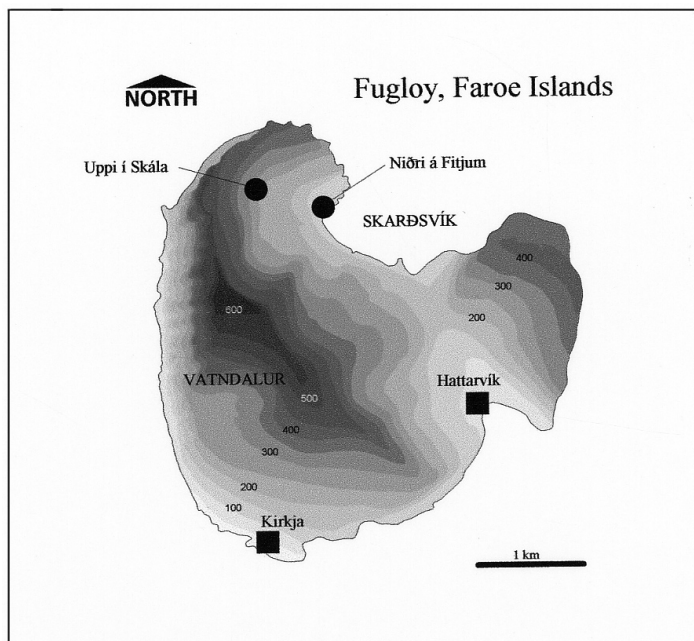 Fugloy, Faroe Islands
NORTH
Uppi í Skála
Niðri á Fitjum
SKARÐSVÍK
400
300
200
600
VATNDALUR
Hattarvík
500
400
300
200
100
Kirkja
1 km